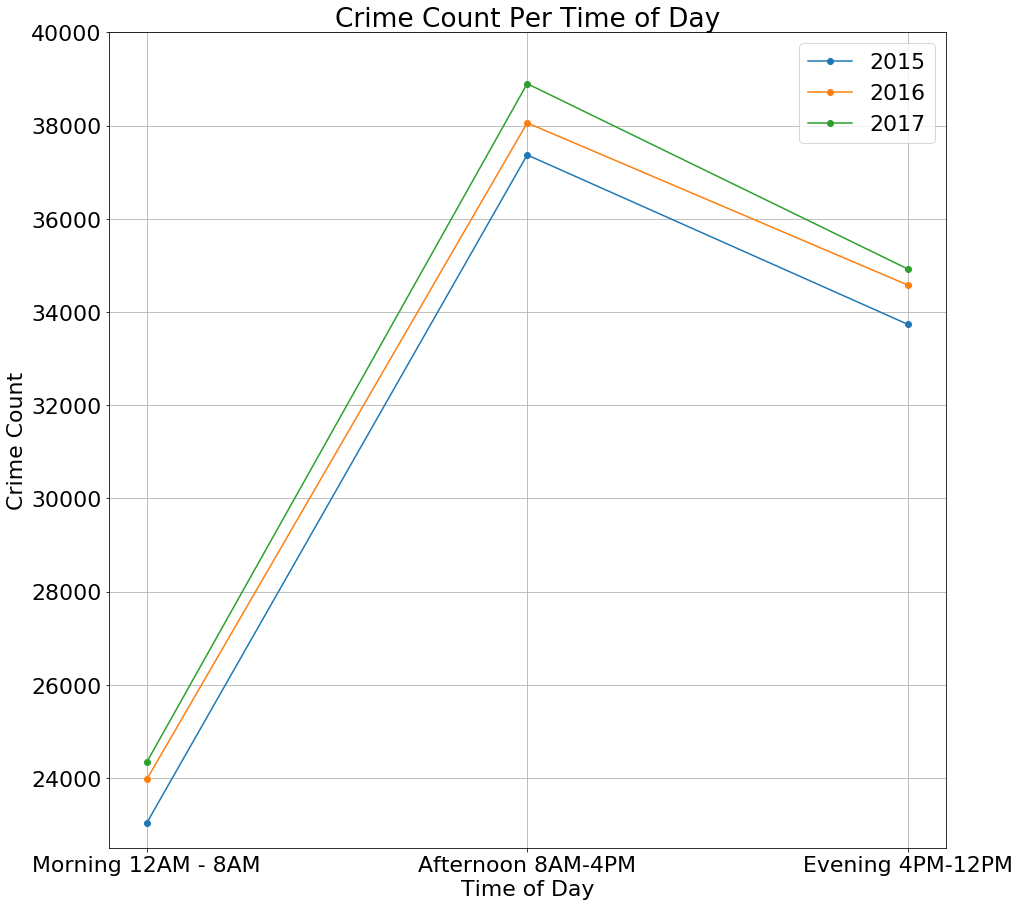 Crime Count Per Time of Day
40000
38000
36000
34000
32000
30000
28000
26000
24000
Crime Count
2015
2016
2017
Morning 12AM - 8AM
Afternoon 8AM-4PM
Evening 4PM-12PM
Time of Day